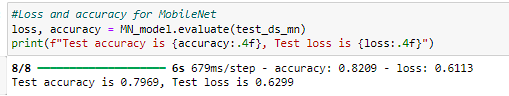 #Loss and accuracy for MobileNet
loss, accuracy = MN_model.evaluate(test_ds_mn)
print(f"Test accuracy is {accuracy:.4f}, Test loss is {loss:.4f}")
8/8 ━━━━━━━━━━━━━━━━━━━━ 6s 679ms/step - accuracy: 0.8209 - loss: 0.6113
Test accuracy is 0.7969, Test loss is 0.6299